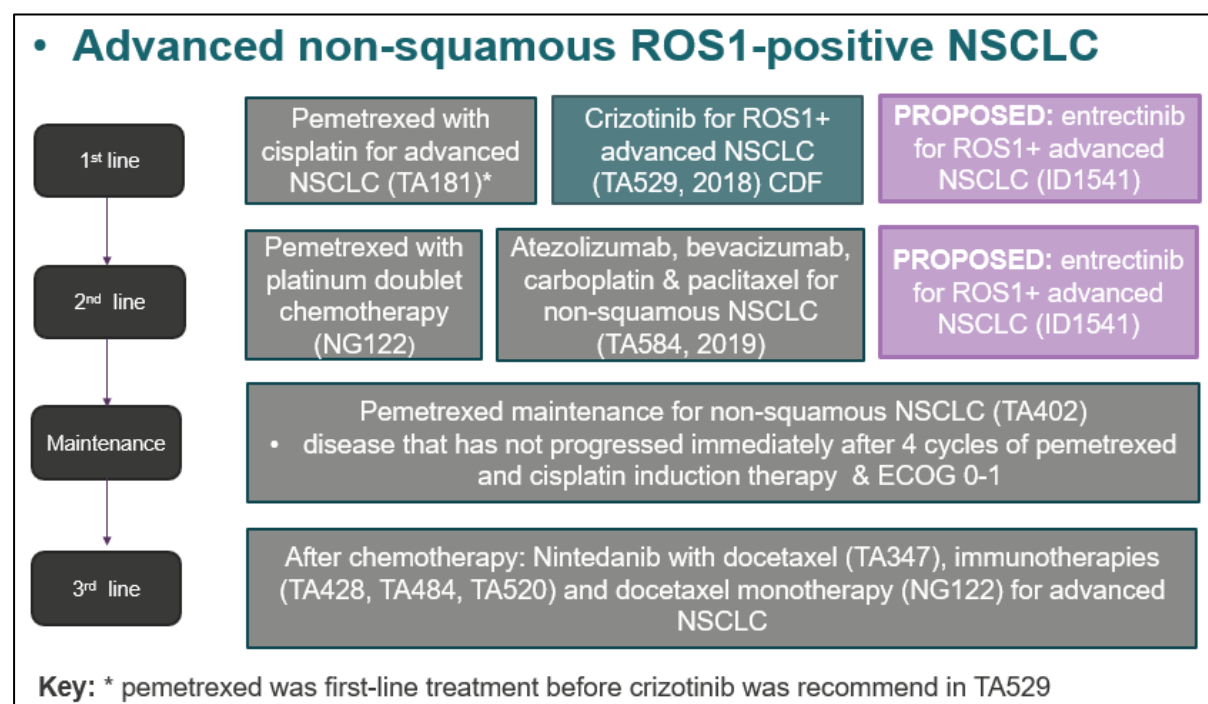 • Advanced non-squamous ROS1-positive NSCLC
1st line
Pemetrexed with
cisplatin for advanced
NSCLC (TA181)*
Crizotinib for ROS1+
advanced NSCLC
(TA529, 2018) CDF
PROPOSED: entrectinib
for ROS1+ advanced
NSCLC (ID1541)
2nd line
Pemetrexed with
platinum doublet
chemotherapy
(NG122)
Atezolizumab, bevacizumab,
carboplatin & paclitaxel for
non-squamous NSCLC
(TA584, 2019)
PROPOSED: entrectinib
for ROS1+ advanced
NSCLC (ID1541)
Maintenance
Pemetrexed maintenance for non-squamous NSCLC (TA402)
• disease that has not progressed immediately after 4 cycles of pemetrexed
and cisplatin induction therapy & ECOG 0-1
3rd line
After chemotherapy: Nintedanib with docetaxel (TA347), immunotherapies
(TA428, TA484, TA520) and docetaxel monotherapy (NG122) for advanced
NSCLC
Key: * pemetrexed was first-line treatment before crizotinib was recommend in TA529